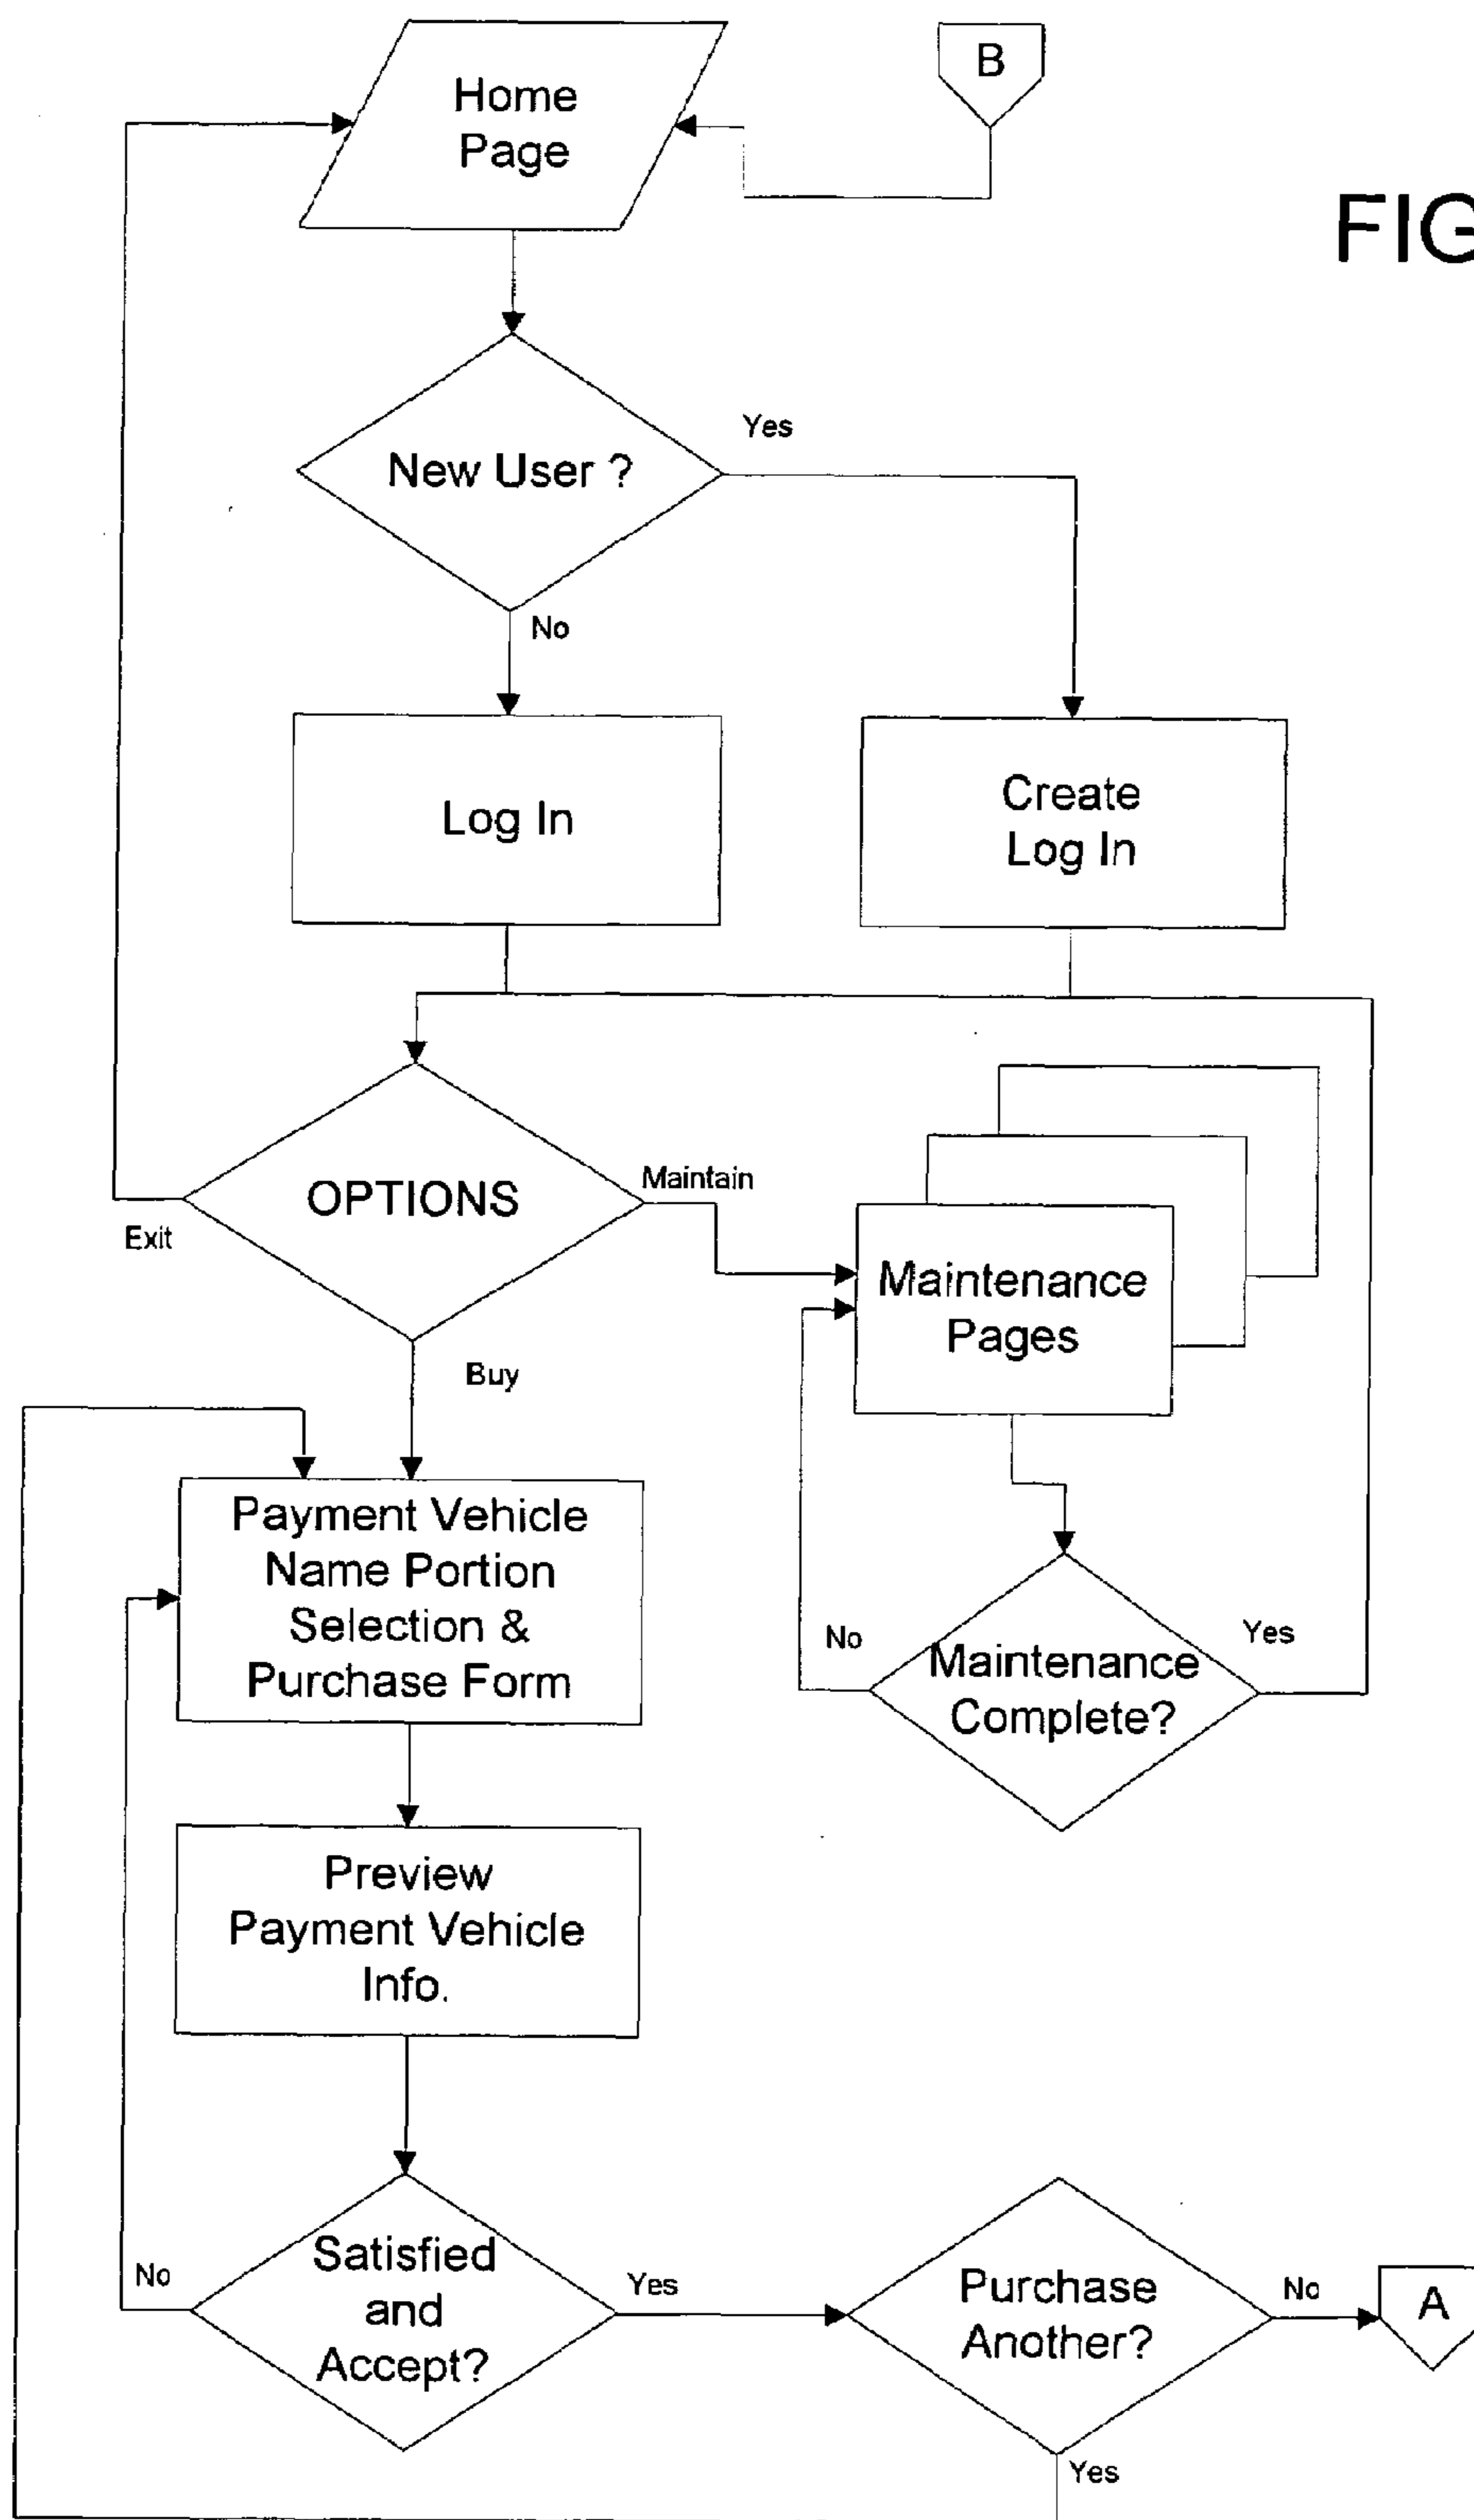 Home
Page
B
FIG
New User ?
Yes
No
Log In
Create
Log In
OPTIONS
Maintain
Exit
Buy
Maintenance
Pages
Payment Vehicle
Name Portion
Selection &
Purchase Form
No
Maintenance
Complete?
Yes
Preview
Payment Vehicle
Info.
No
Satisfied
and
Accept?
Yes
Purchase
Another?
No
A
Yes